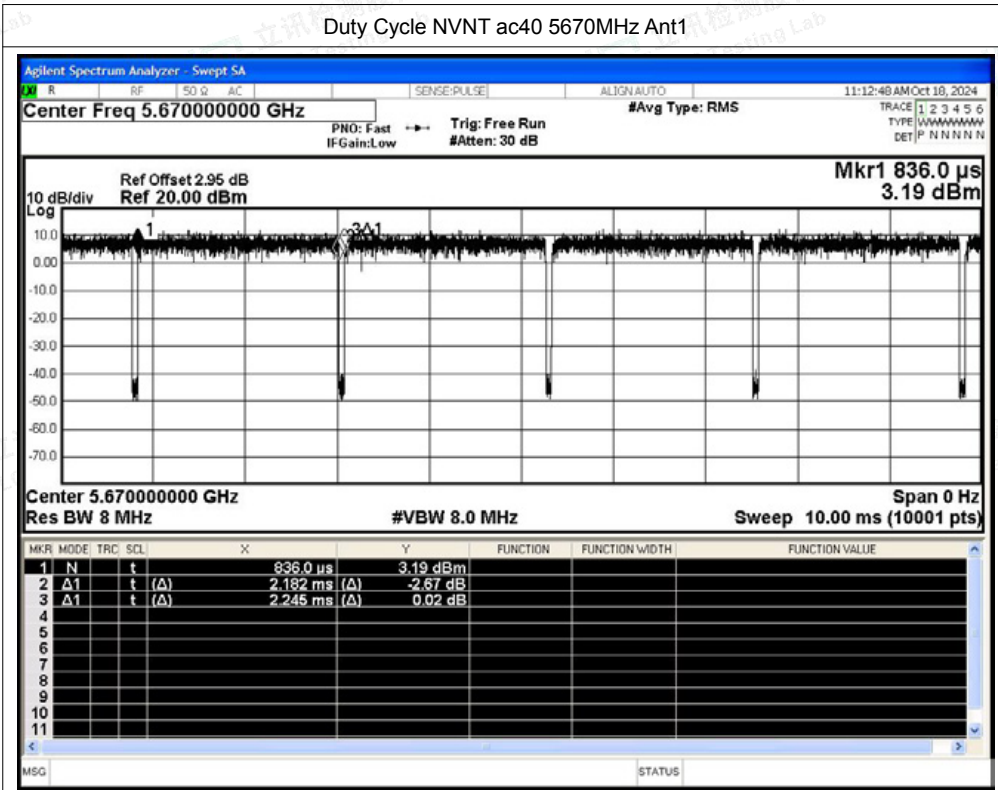 Duty Cycle NVNT ac40 5670MHz Ant1
Agilent Spectrum Analyzer - Swept SA
R RF 50 Ω AC SENSE:PULSE ALIGN AUTO 11:12:48 AM Oct 18, 2024
Center Freq 5.670000000 GHz #Avg Type: RMS TRACE 1 2 3 4 5 6
PNO: Fast Trig: Free Run TYPE WWWWWW
IFGain:Low #Atten: 30 dB DET P N N N N N
Mkr1 836.0 µs
Ref Offset 2.95 dB
10 dB/div Ref 20.00 dBm 3.19 dBm
Log
10.0
0.00
-10.0
-20.0
-30.0
-40.0
-50.0
-60.0
-70.0
1
3Δ1
Center 5.670000000 GHz Span 0 Hz
Res BW 8 MHz #VBW 8.0 MHz Sweep 10.00 ms (10001 pts)
MKR MODE TRC SCL X Y FUNCTION FUNCTION WIDTH FUNCTION VALUE
1 N t 836.0 µs 3.19 dBm
2 Δ1 t (Δ) 2.182 ms (Δ) -2.67 dB
3 Δ1 t (Δ) 2.245 ms (Δ) 0.02 dB
4
5
6
7
8
9
10
11
MSG STATUS